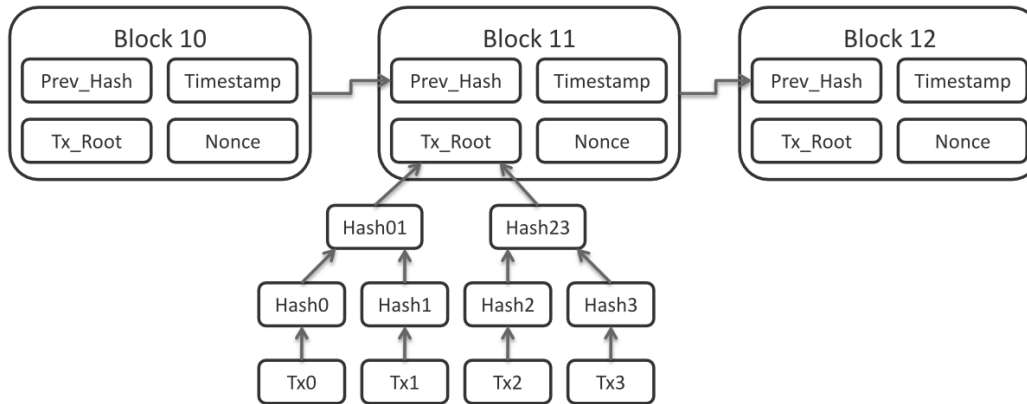 Block 10
Block 11
Block 12
Prev_Hash
Timestamp
Prev_Hash
Timestamp
Prev_Hash
Timestamp
Tx_Root
Nonce
Tx_Root
Nonce
Tx_Root
Nonce
Hash01
Hash23
Hash0
Hash1
Hash2
Hash3
Tx0
Tx1
Tx2
Tx3